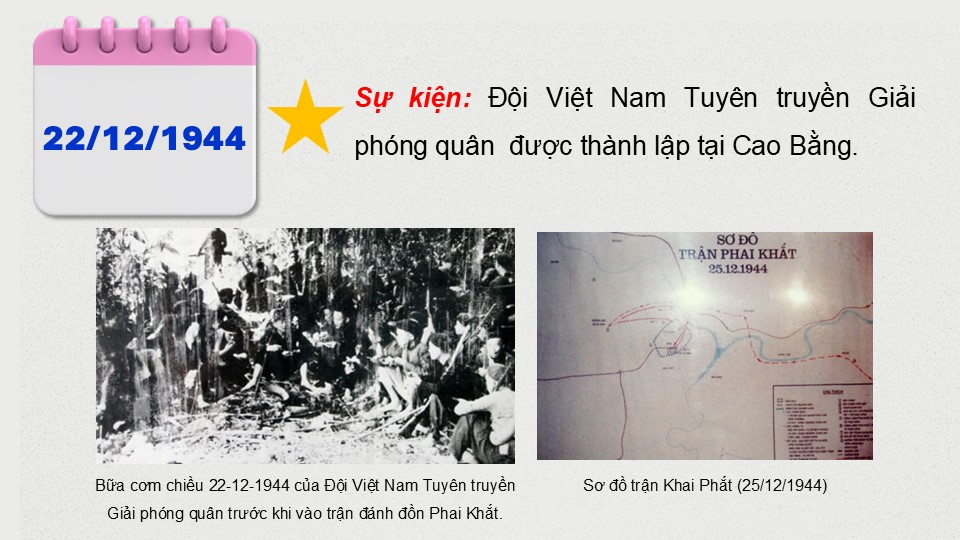 22/12/1944
Sự kiện: Đội Việt Nam Tuyên truyền Giải
phóng quân được thành lập tại Cao Bằng.
SƠ ĐỒ
TRẬN PHAI KHẮT
25.12.1944
Bữa cơm chiều 22-12-1944 của Đội Việt Nam Tuyên truyền
Giải phóng quân trước khi vào trận đánh đồn Phai Khắt.
Sơ đồ trận Khai Phắt (25/12/1944)